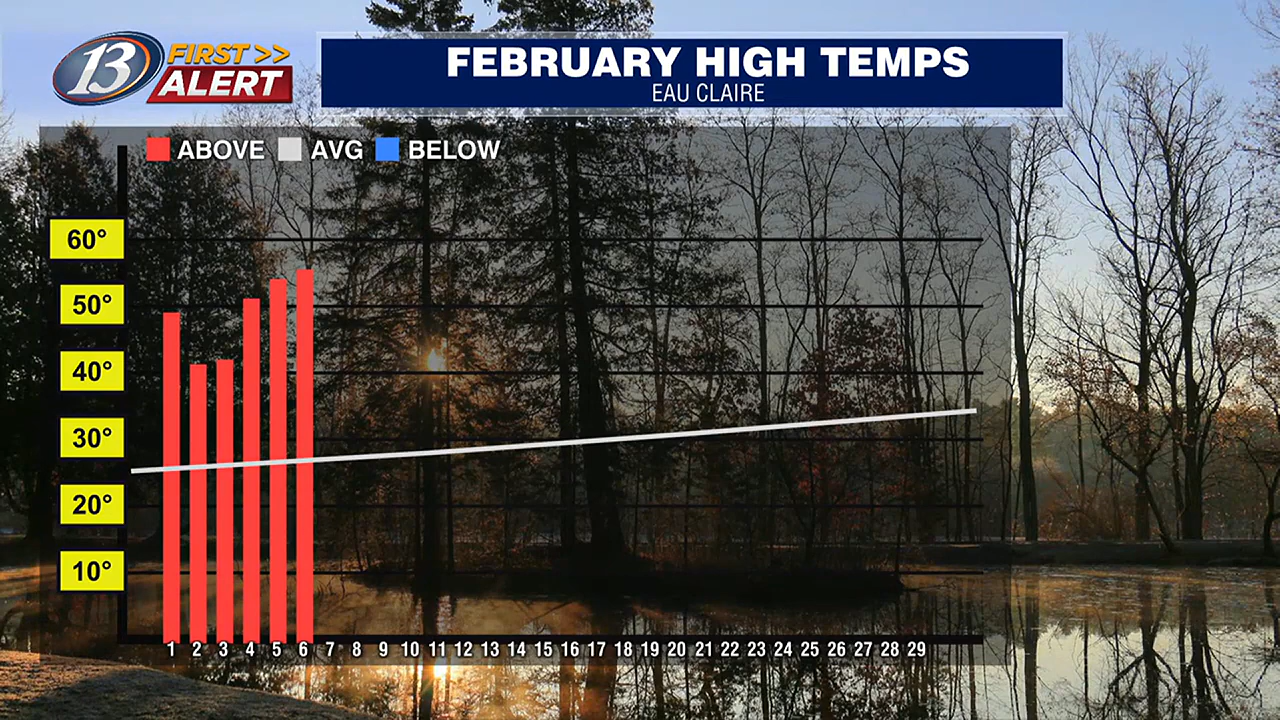 13 FIRST >>
ALERT
FEBRUARY HIGH TEMPS
EAU CLAIRE
ABOVE AVG BELOW
60°
50°
40°
30°
20°
10°
1 2 3 4 5 6 7 8 9 10 11 12 13 14 15 16 17 18 19 20 21 22 23 24 25 26 27 28 29